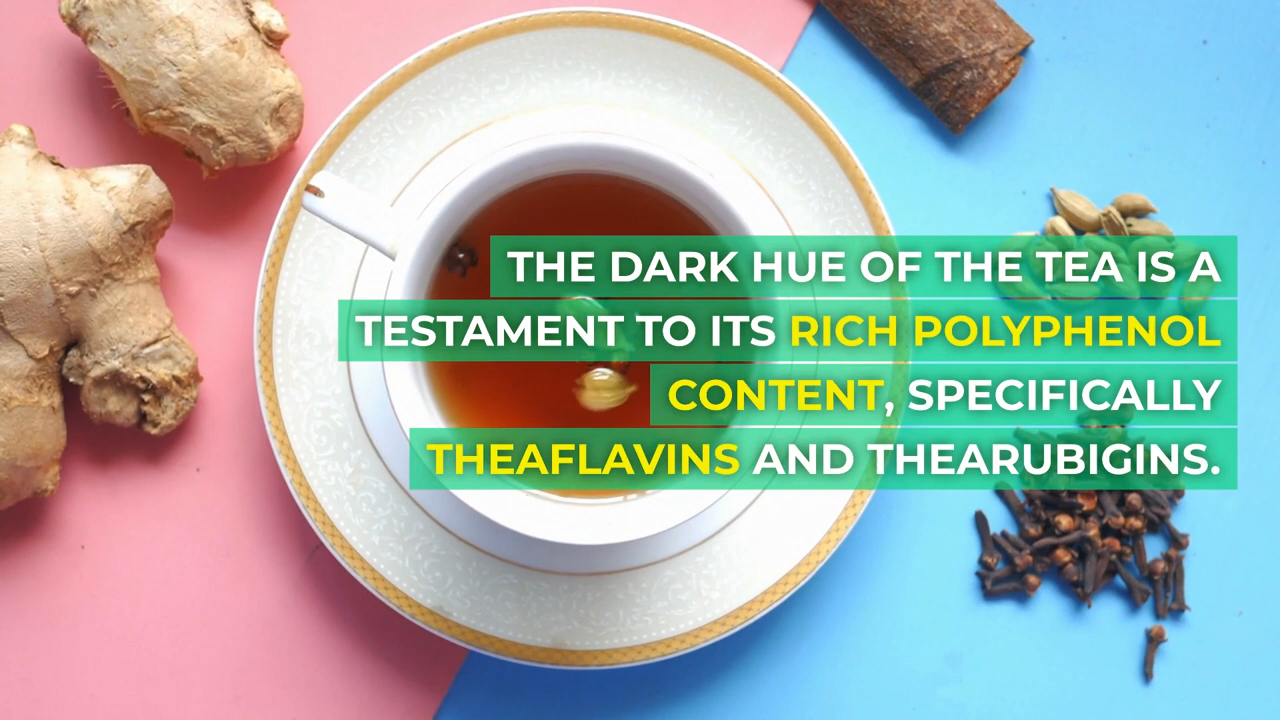 THE DARK HUE OF THE TEA IS A
TESTAMENT TO ITS RICH POLYPHENOL
CONTENT, SPECIFICALLY
THEAFLAVINS AND THEARUBIGINS.